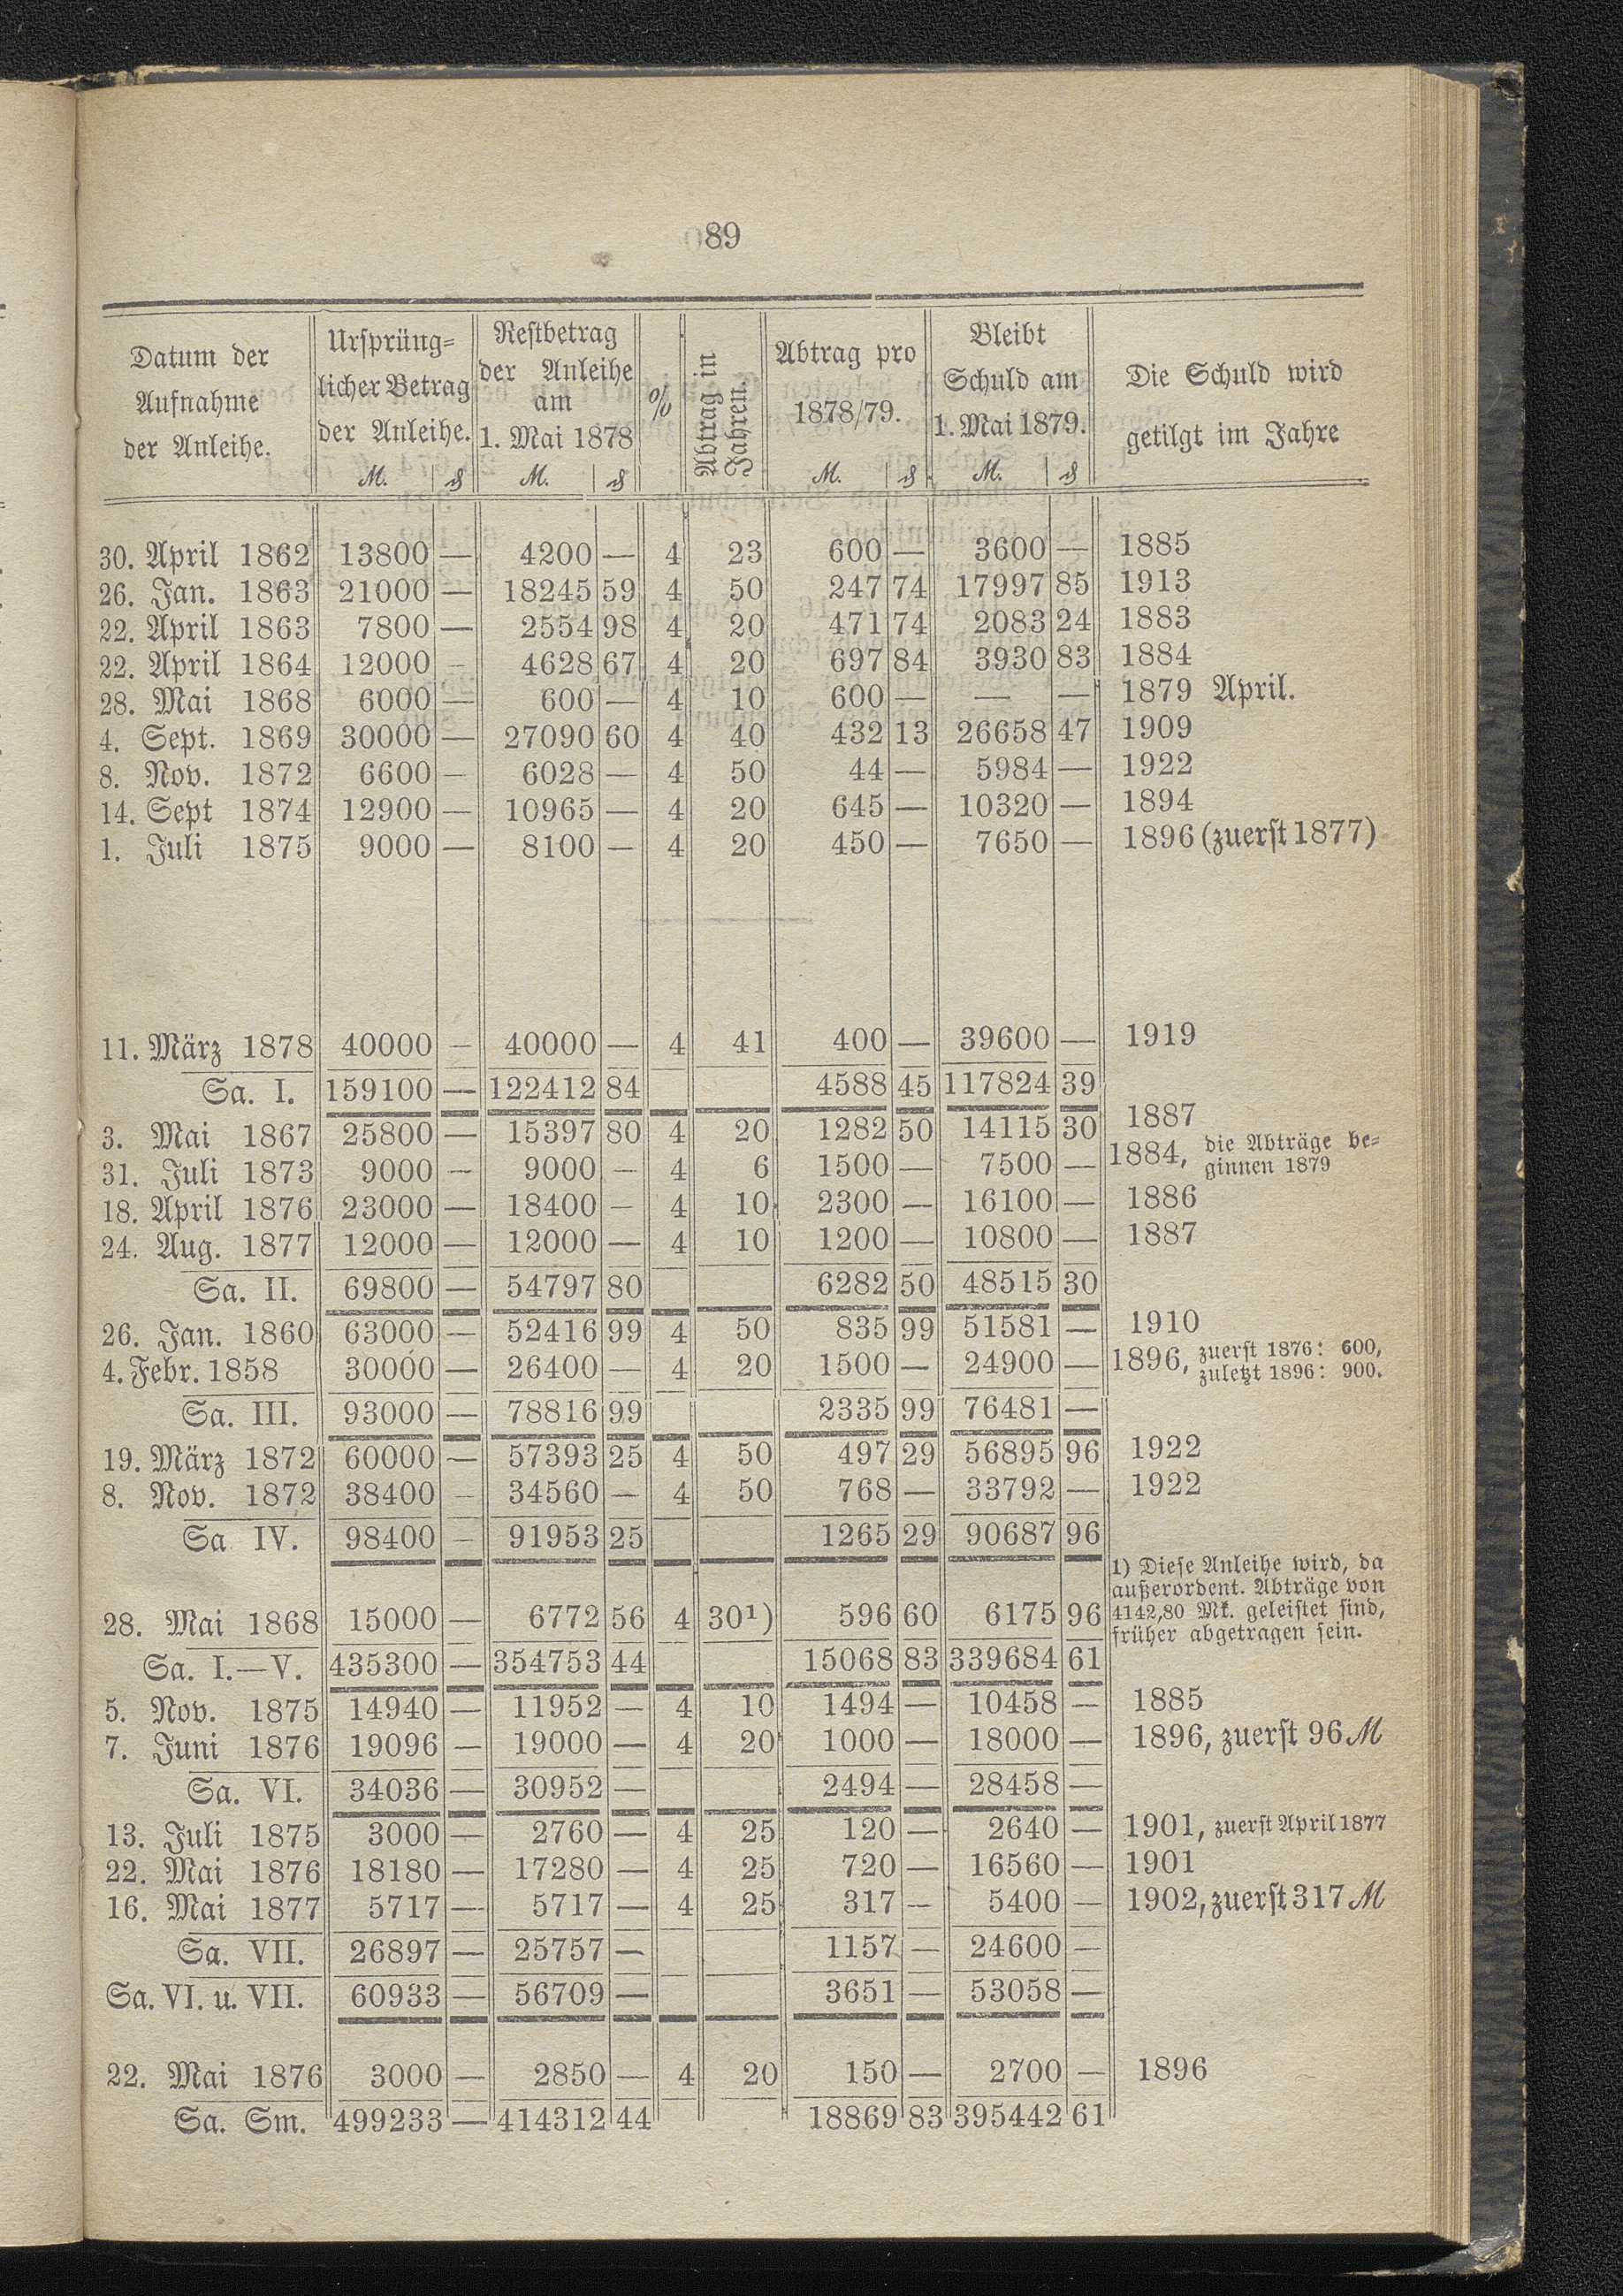 89
Datum der Aufnahme der Anleihe. | Ursprüng=licher Betrag der Anleihe. M. ₰ | Restbetrag der Anleihe am 1. Mai 1878 M. ₰ | % | Abtrag in Jahren. | Abtrag pro 1878/79. M. ₰ | Bleibt Schuld am 1. Mai 1879. M. ₰ | Die Schuld wird getilgt im Jahre
30. April 1862 13800 — 4200 — 4 23 600 — 3600 — 1885
26. Jan. 1863 21000 — 18245 59 4 50 247 74 17997 85 1913
22. April 1863 7800 — 2554 98 4 20 471 74 2083 24 1883
22. April 1864 12000 — 4628 67 4 20 697 84 3930 83 1884
28. Mai 1868 6000 — 600 — 4 10 600 — — — 1879 April.
4. Sept. 1869 30000 — 27090 60 4 40 432 13 26658 47 1909
8. Nov. 1872 6600 — 6028 — 4 50 44 — 5984 — 1922
14. Sept 1874 12900 — 10965 — 4 20 645 — 10320 — 1894
1. Juli 1875 9000 — 8100 — 4 20 450 — 7650 — 1896 (zuerst 1877)
11. März 1878 40000 — 40000 — 4 41 400 — 39600 — 1919
Sa. I. 159100 — 122412 84 4588 45 117824 39
3. Mai 1867 25800 — 15397 80 4 20 1282 50 14115 30 1887
31. Juli 1873 9000 — 9000 — 4 6 1500 — 7500 — 1884, die Abträge be=
ginnen 1879
18. April 1876 23000 — 18400 — 4 10 2300 — 16100 — 1886
24. Aug. 1877 12000 — 12000 — 4 10 1200 — 10800 — 1887
Sa. II. 69800 — 54797 80 6282 50 48515 30
26. Jan. 1860 63000 — 52416 99 4 50 835 99 51581 — 1910
4. Febr. 1858 30000 — 26400 — 4 20 1500 — 24900 — 1896, zuerst 1876: 600,
zuletzt 1896: 900.
Sa. III. 93000 — 78816 99 2335 99 76481 —
19. März 1872 60000 — 57393 25 4 50 497 29 56895 96 1922
8. Nov. 1872 38400 — 34560 — 4 50 768 — 33792 — 1922
Sa IV. 98400 — 91953 25 1265 29 90687 96
28. Mai 1868 15000 — 6772 56 4 30¹) 596 60 6175 96
1) Diese Anleihe wird, da
außerordent. Abträge von
4142,80 Mk. geleistet sind,
früher abgetragen sein.
Sa. I.—V. 435300 — 354753 44 15068 83 339684 61
5. Nov. 1875 14940 — 11952 — 4 10 1494 — 10458 — 1885
7. Juni 1876 19096 — 19000 — 4 20 1000 — 18000 — 1896, zuerst 96 M
Sa. VI. 34036 — 30952 — 2494 — 28458 —
13. Juli 1875 3000 — 2760 — 4 25 120 — 2640 — 1901, zuerst April 1877
22. Mai 1876 18180 — 17280 — 4 25 720 — 16560 — 1901
16. Mai 1877 5717 — 5717 — 4 25 317 — 5400 — 1902, zuerst 317 M
Sa. VII. 26897 — 25757 — 1157 — 24600 —
Sa. VI. u. VII. 60933 — 56709 — 3651 — 53058 —
22. Mai 1876 3000 — 2850 — 4 20 150 — 2700 — 1896
Sa. Sm. 499233 — 414312 44 18869 83 395442 61